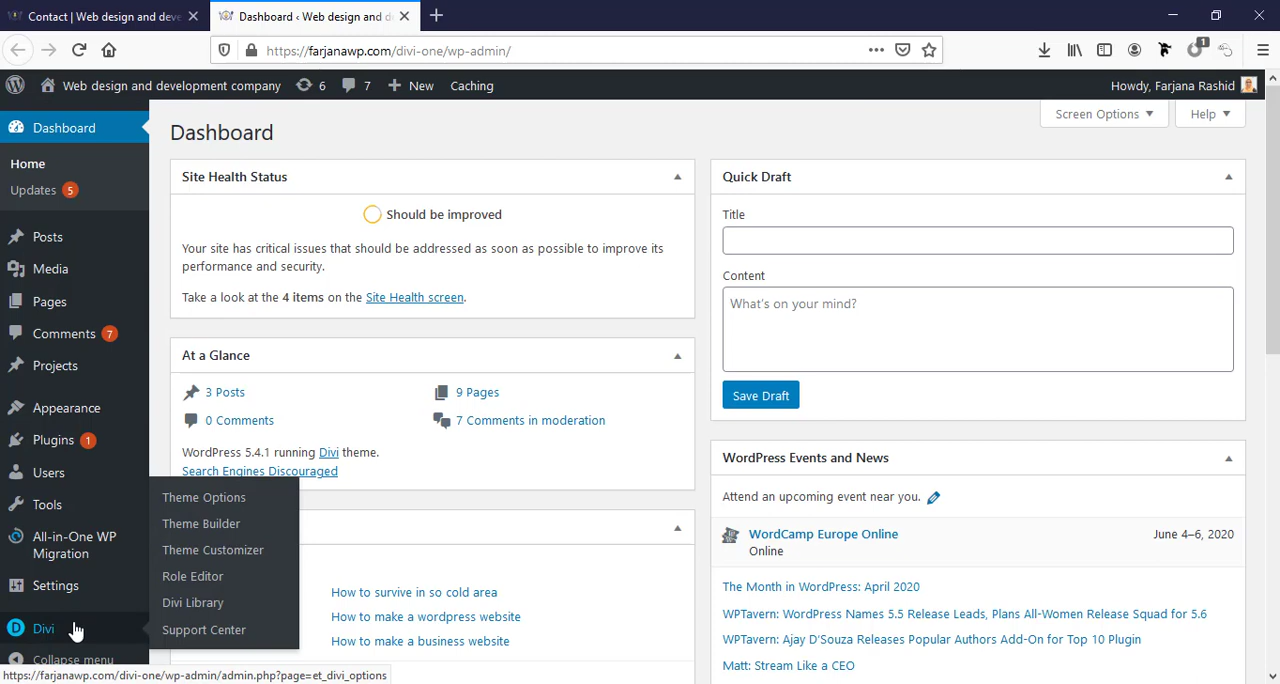 Contact | Web design and deve
Dashboard ‹ Web design and d
https://farjanawp.com/divi-one/wp-admin/
1
Web design and development company
6
7
New
Caching
Howdy, Farjana Rashid
Dashboard
Home
Updates 5
Posts
Media
Pages
Comments 7
Projects
Appearance
Plugins 1
Users
Tools
All-in-One WP
Migration
Settings
Divi
Collapse menu
Theme Options
Theme Builder
Theme Customizer
Role Editor
Divi Library
Support Center
Dashboard
Screen Options
Help
Site Health Status
Should be improved
Your site has critical issues that should be addressed as soon as possible to improve its
performance and security.
Take a look at the 4 items on the Site Health screen.
At a Glance
3 Posts
9 Pages
0 Comments
7 Comments in moderation
WordPress 5.4.1 running Divi theme.
Search Engines Discouraged
How to survive in so cold area
How to make a wordpress website
How to make a business website
Quick Draft
Title
Content
What's on your mind?
Save Draft
WordPress Events and News
Attend an upcoming event near you.
WordCamp Europe Online
June 4–6, 2020
Online
The Month in WordPress: April 2020
WPTavern: WordPress Names 5.5 Release Leads, Plans All-Women Release Squad for 5.6
WPTavern: Ajay D'Souza Releases Popular Authors Add-On for Top 10 Plugin
Matt: Stream Like a CEO
https://farjanawp.com/divi-one/wp-admin/admin.php?page=et_divi_options